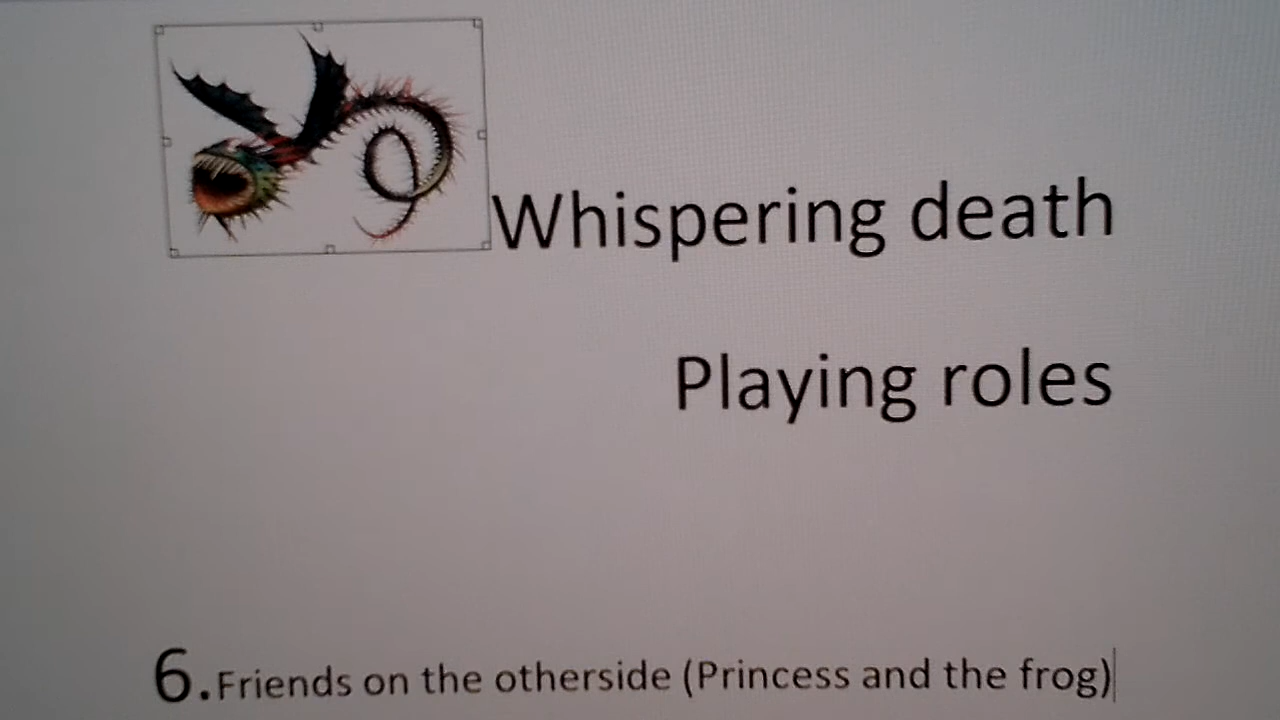 Whispering death
Playing roles
6.Friends on the otherside (Princess and the frog)